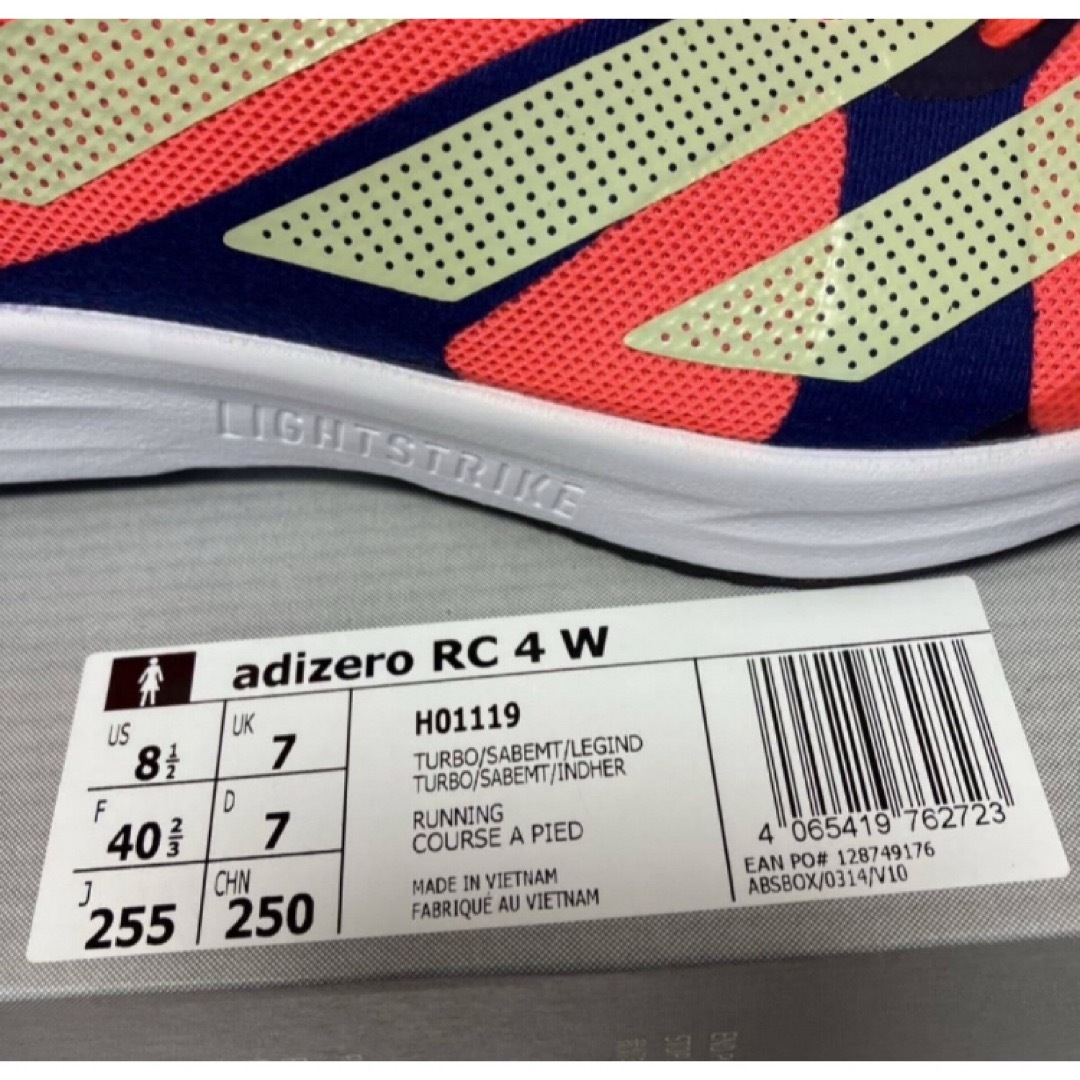 LIGHTSTRIKE
adizero RC 4 W
US 8 1/2
UK 7
F 40 2/3
D 7
J 255
CHN 250
H01119
TURBO/SABEMT/LEGIND
TURBO/SABEMT/INDHER
RUNNING
COURSE A PIED
MADE IN VIETNAM
FABRIQUÉ AU VIETNAM
4 065419 762723
EAN PO# 128749176
ABSBOX/0314/V10